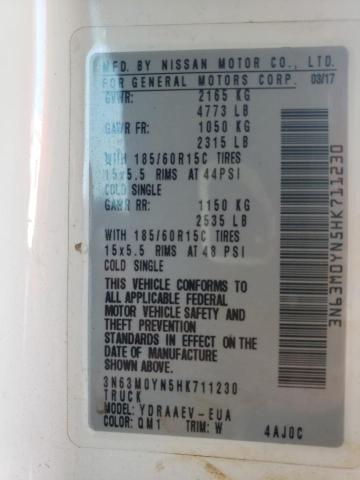 MFD. BY NISSAN MOTOR CO., LTD.
FOR GENERAL MOTORS CORP. 03/17
GVWR: 2165 KG
4773 LB
GAWR FR: 1050 KG
2315 LB
WITH 185/60R15C TIRES
15x5.5 RIMS AT 44PSI
COLD SINGLE
GAWR RR: 1150 KG
2535 LB
WITH 185/60R15C TIRES
15x5.5 RIMS AT 48 PSI
COLD SINGLE
THIS VEHICLE CONFORMS TO
ALL APPLICABLE FEDERAL
MOTOR VEHICLE SAFETY AND
AND THEFT PREVENTION
STANDARDS IN EFFECT ON THE
DATE OF MANUFACTURE
SHOWN ABOVE.
3N63M0YN5HK711230
TRUCK
MODEL: YDRAAEV-EUA
COLOR: QM1 TRIM: W 4AJ0C
3N63M0YN5HK711230